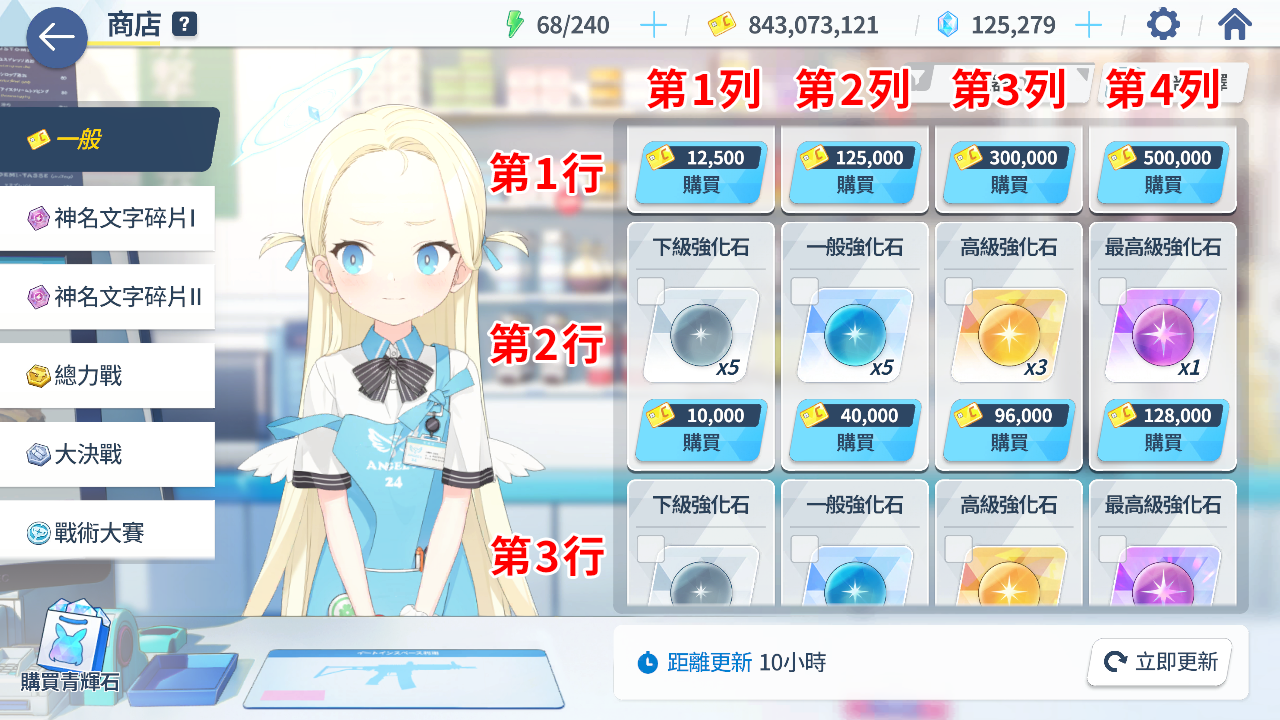 商店 ?
68/240
843,073,121
125,279
第1列 第2列 第3列 第4列
一般
神名文字碎片I
神名文字碎片II
總力戰
大決戰
戰術大賽
購買青輝石
ANGEL
24
第1行
12,500 125,000 300,000 500,000
購買 購買 購買 購買
第2行
下級強化石 一般強化石 高級強化石 最高級強化石
x5 x5 x3 x1
10,000 40,000 96,000 128,000
購買 購買 購買 購買
第3行
下級強化石 一般強化石 高級強化石 最高級強化石
距離更新 10小時
立即更新